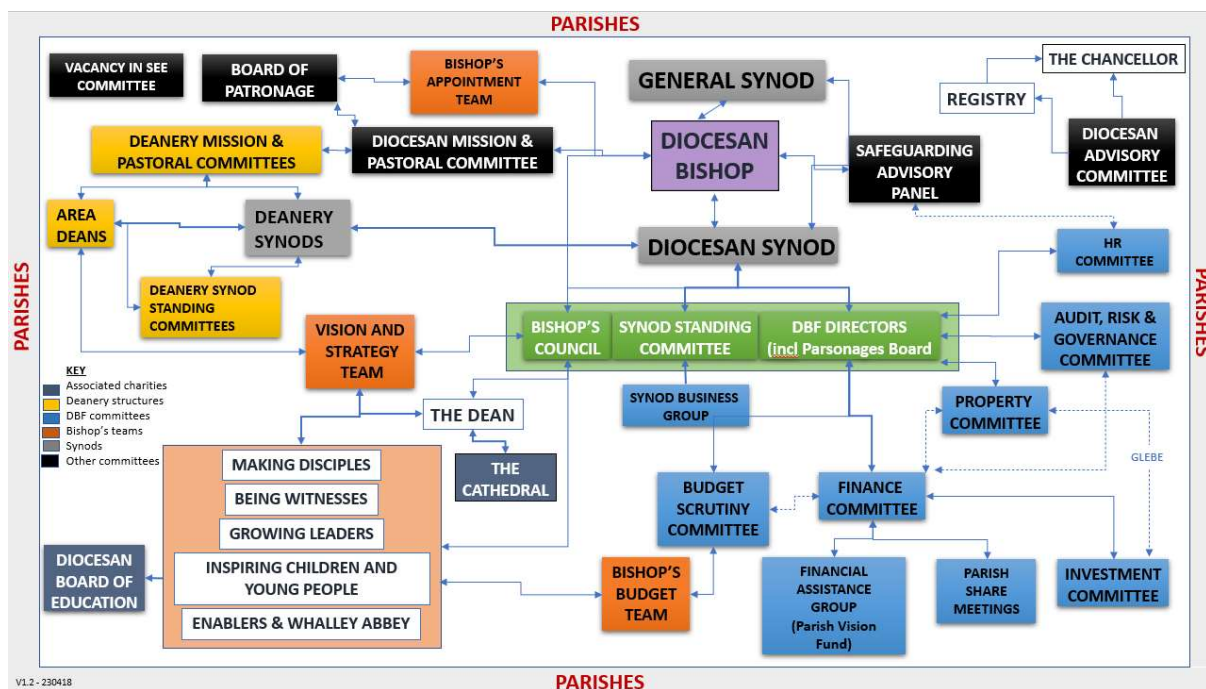 PARISHES
VACANCY IN SEE
COMMITTEE
BOARD OF
PATRONAGE
BISHOP'S
APPOINTMENT
TEAM
GENERAL SYNOD
THE CHANCELLOR
REGISTRY
DEANERY MISSION &
PASTORAL COMMITTEES
DIOCESAN MISSION &
PASTORAL COMMITTEE
DIOCESAN
BISHOP
SAFEGUARDING
ADVISORY
PANEL
DIOCESAN
ADVISORY
COMMITTEE
AREA
DEANS
DEANERY
SYNODS
DIOCESAN SYNOD
HR
COMMITTEE
PARISHES
PARISHES
DEANERY SYNOD
STANDING
COMMITTEES
VISION AND
STRATEGY
TEAM
BISHOP'S
COUNCIL
SYNOD STANDING
COMMITTEE
DBF DIRECTORS
(incl Parsonages Board
AUDIT, RISK &
GOVERNANCE
COMMITTEE
KEY
Associated charities
Deanery structures
DBF committees
Bishop's teams
Synods
Other committees
SYNOD BUSINESS
GROUP
PROPERTY
COMMITTEE
THE DEAN
THE
CATHEDRAL
GLEBE
MAKING DISCIPLES
BEING WITNESSES
GROWING LEADERS
INSPIRING CHILDREN AND
YOUNG PEOPLE
ENABLERS & WHALLEY ABBEY
BUDGET
SCRUTINY
COMMITTEE
FINANCE
COMMITTEE
DIOCESAN
BOARD OF
EDUCATION
BISHOP'S
BUDGET
TEAM
FINANCIAL
ASSISTANCE
GROUP
(Parish Vision
Fund)
PARISH
SHARE
MEETINGS
INVESTMENT
COMMITTEE
V1.2 - 230418
PARISHES